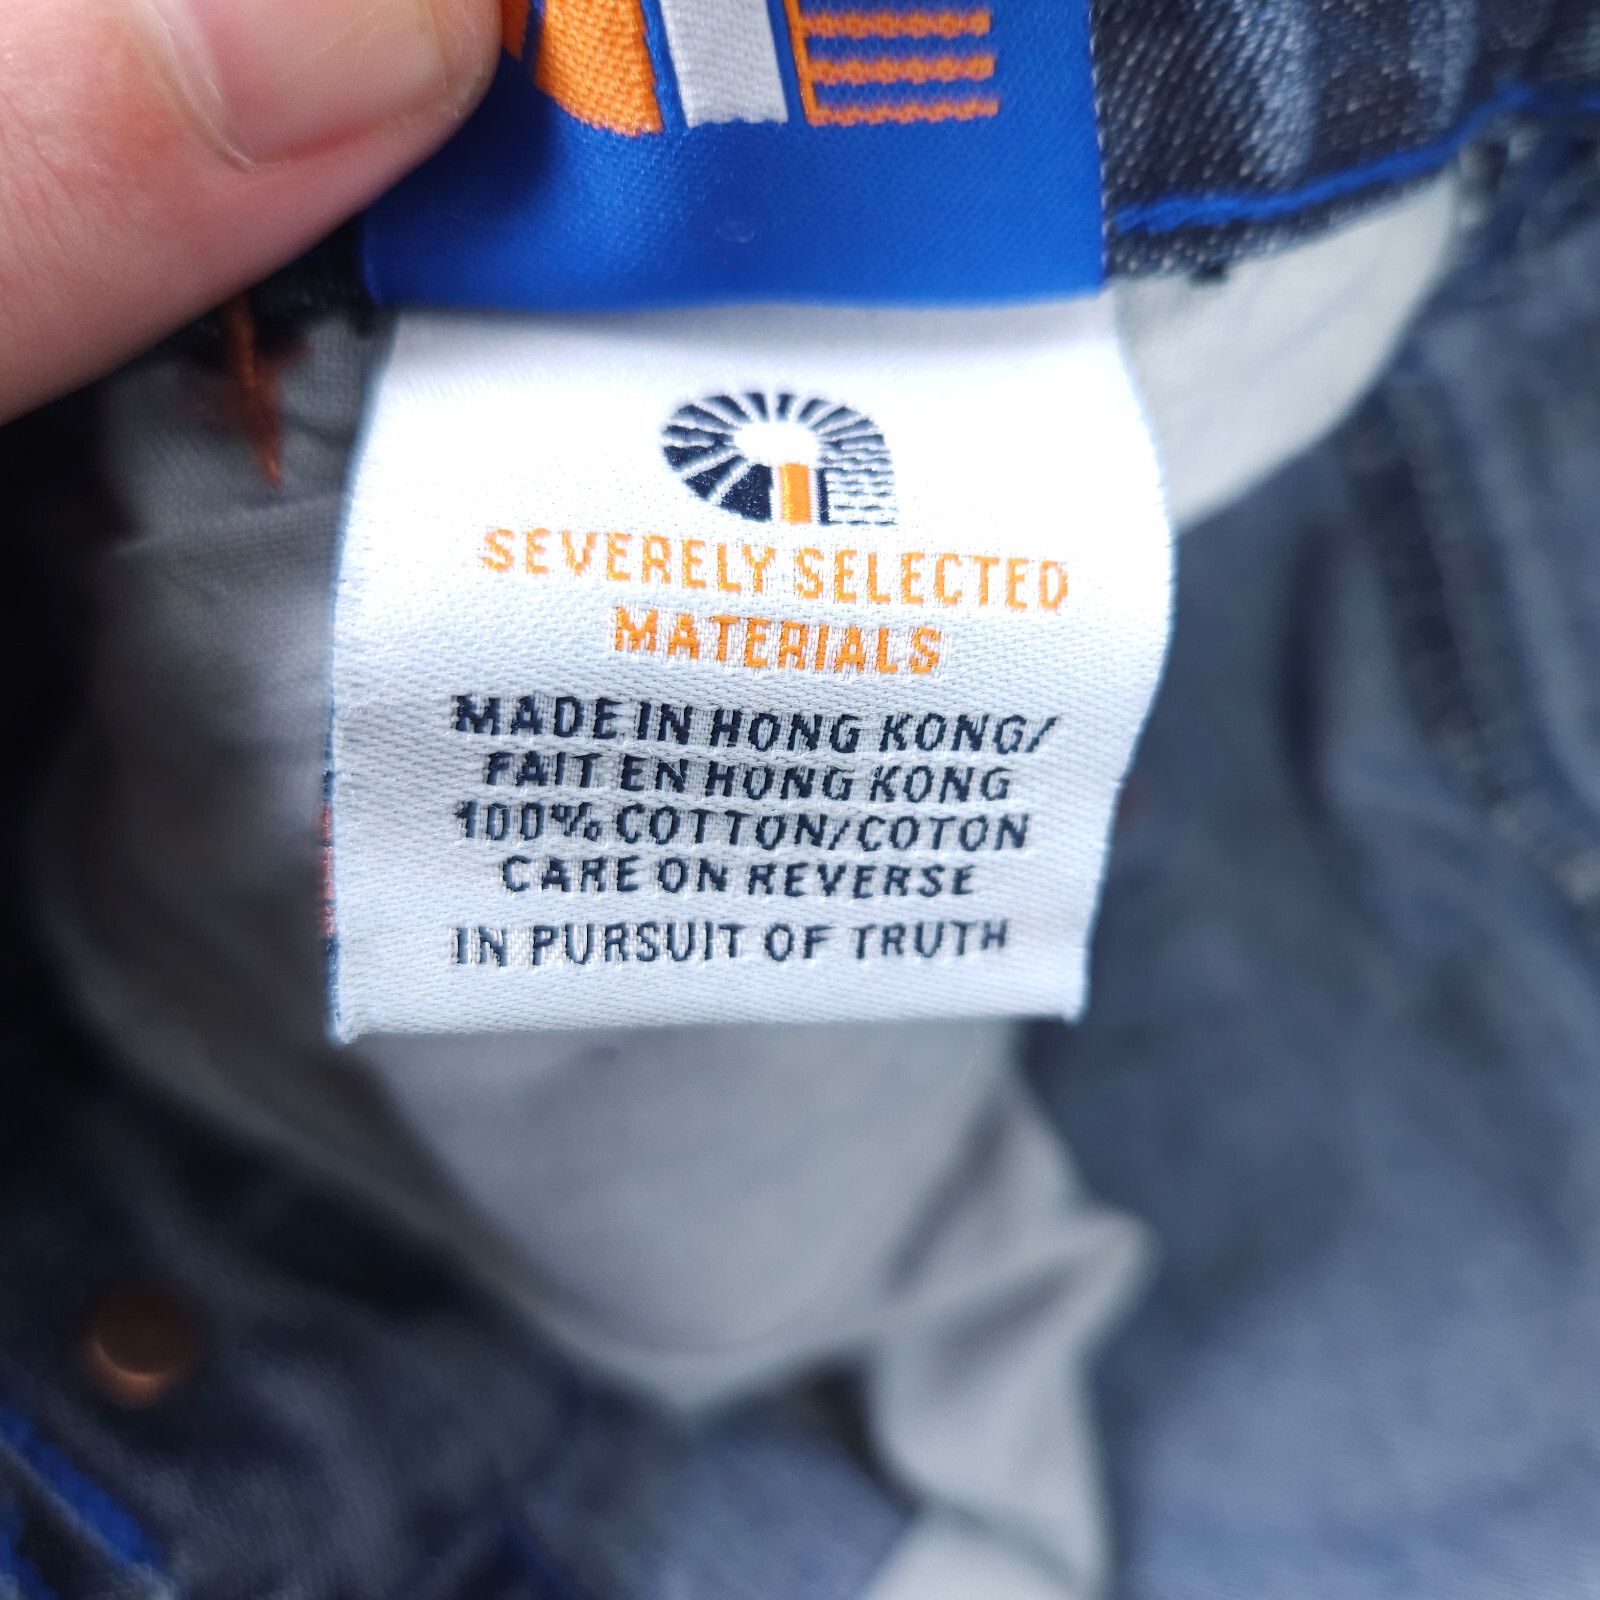 SEVERELY SELECTED
MATERIALS
MADE IN HONG KONG/
FAIT EN HONG KONG
100% COTTON/COTON
CARE ON REVERSE
IN PURSUIT OF TRUTH